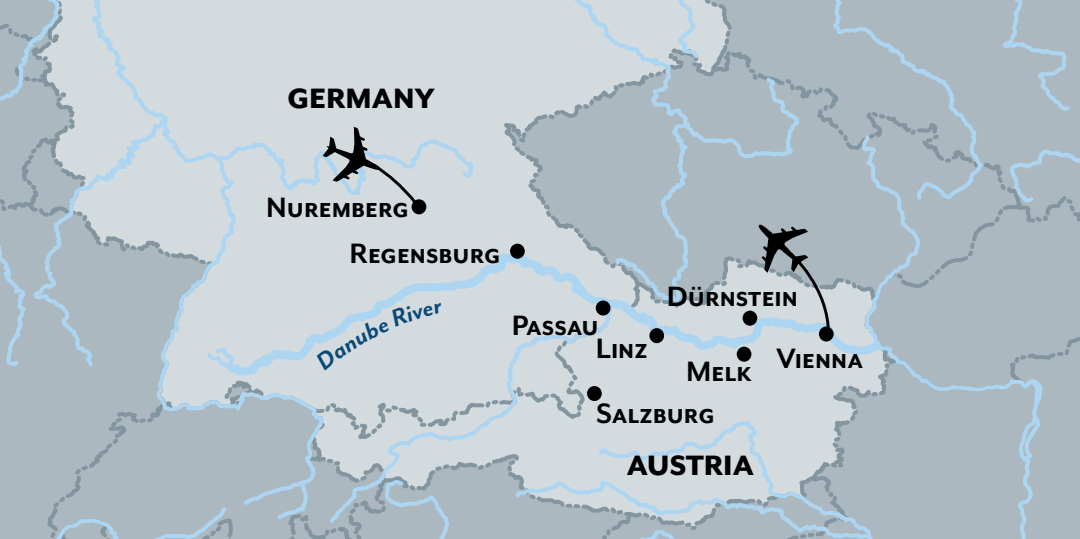 GERMANY
NUREMBERG
REGENSBURG
Danube River
DÜRNSTEIN
PASSAU
LINZ
VIENNA
MELK
SALZBURG
AUSTRIA